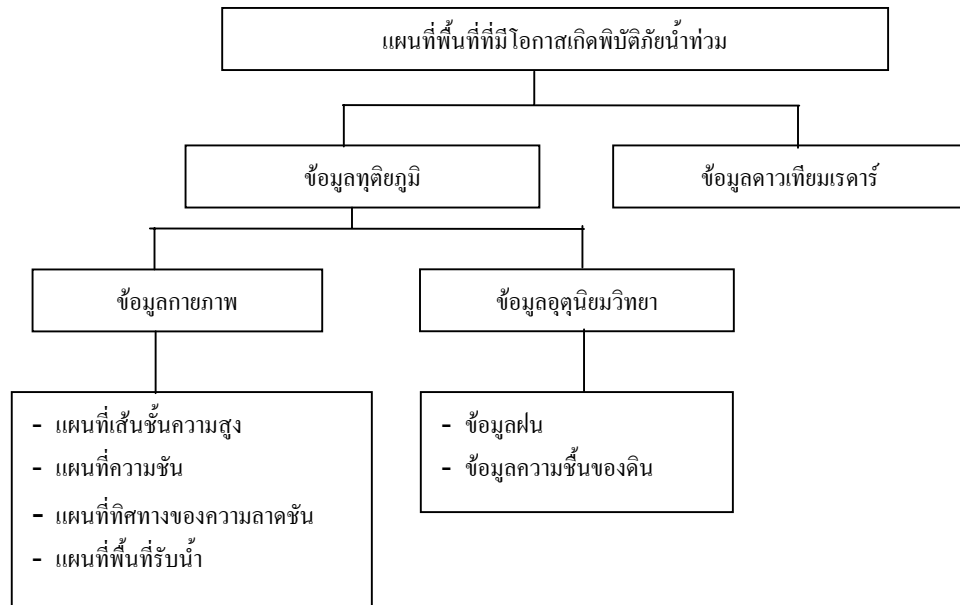 แผนที่พื้นที่ที่มีโอกาสเกิดพิบัติภัยน้ำท่วม
ข้อมูลทุติยภูมิ
ข้อมูลดาวเทียมเรดาร์
ข้อมูลกายภาพ
ข้อมูลอุตุนิยมวิทยา
- แผนที่เส้นชั้นความสูง
- แผนที่ความชัน
- แผนที่ทิศทางของความลาดชัน
- แผนที่พื้นที่รับน้ำ
- ข้อมูลฝน
- ข้อมูลความชื้นของดิน